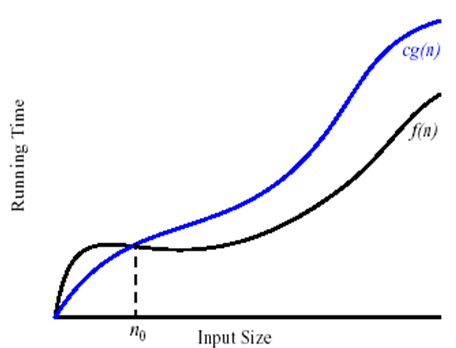 cg(n)
f(n)
Running Time
n0
Input Size